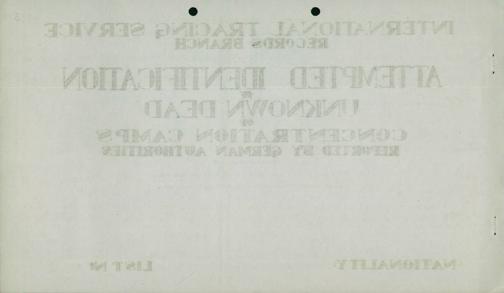 INTERNATIONAL TRACING SERVICE
RECORDS BRANCH
ATTEMPTED IDENTIFICATION
OF
UNKNOWN DEAD
OF
CONCENTRATION CAMPS
REPORTED BY GERMAN AUTHORITIES
NATIONALITY
LIST Nº